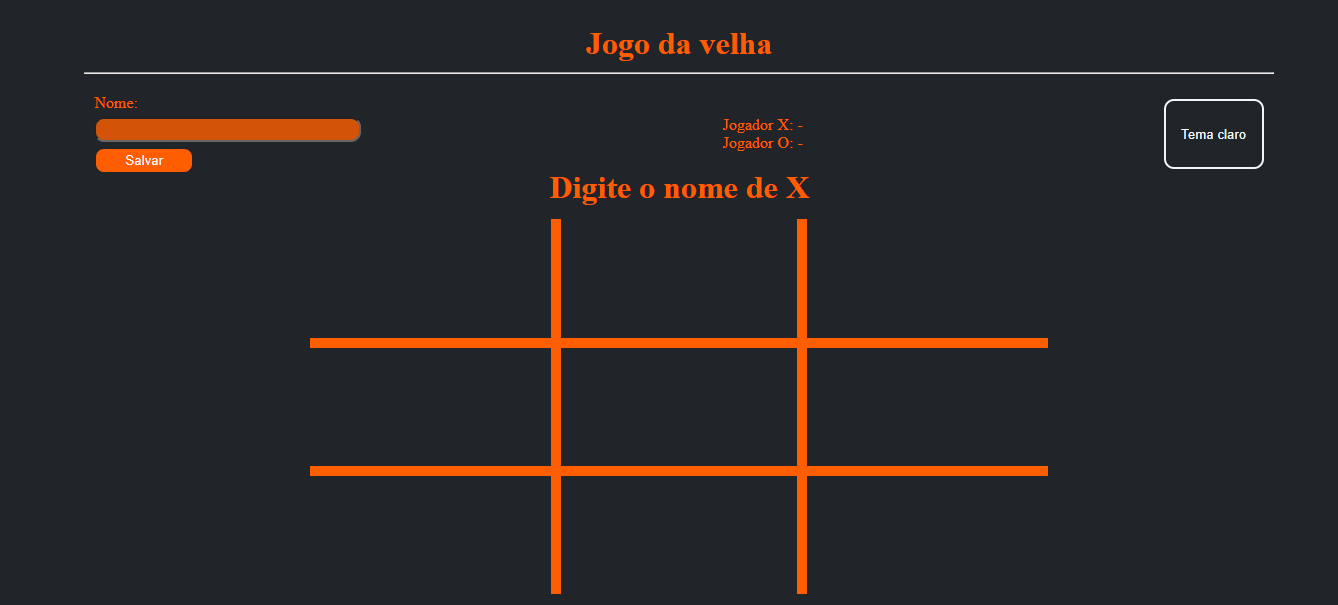 Jogo da velha
Nome:
Salvar
Jogador X: -
Jogador O: -
Tema claro
Digite o nome de X